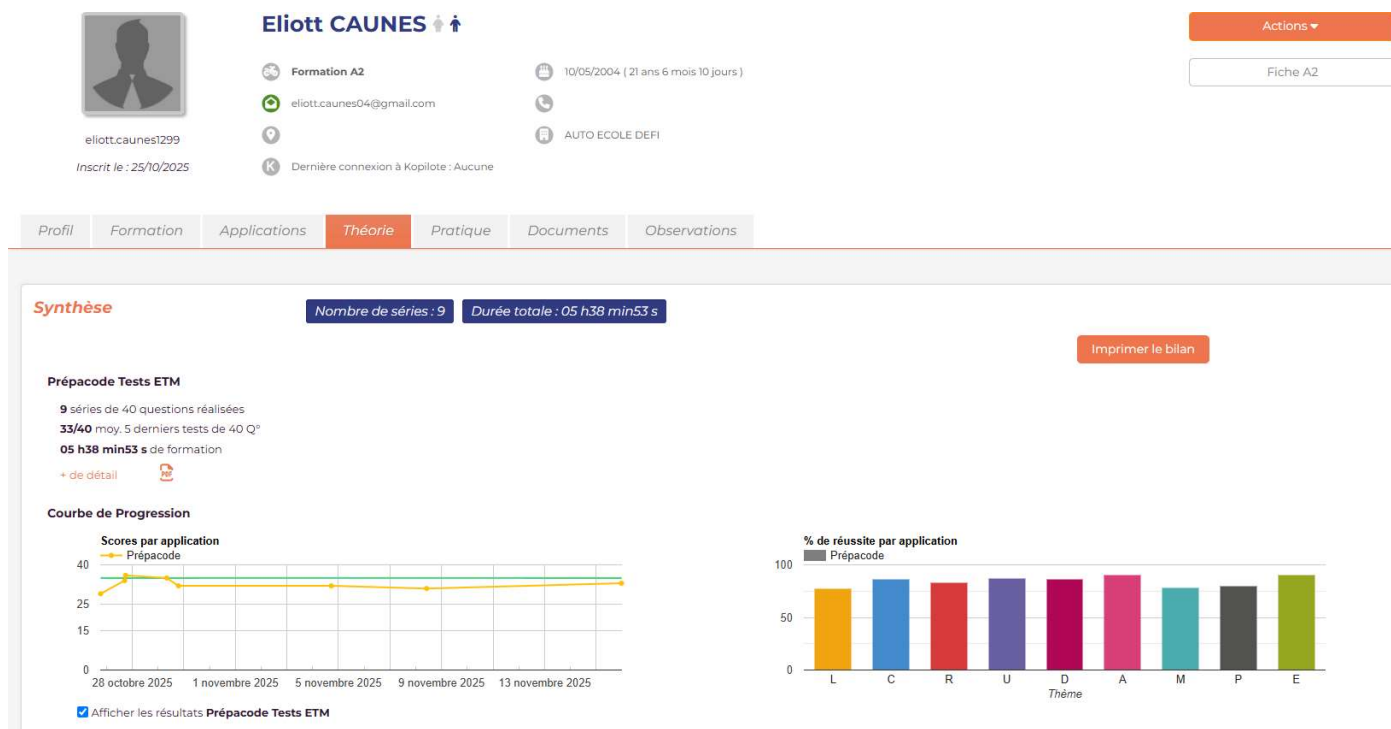 Eliott CAUNES
Actions
Formation A2
10/05/2004 ( 21 ans 6 mois 10 jours )
Fiche A2
eliott.caunes04@gmail.com
eliott.caunes1299
AUTO ECOLE DEFI
Inscrit le : 25/10/2025
K
Dernière connexion à Kopilote : Aucune
Profil Formation Applications Théorie Pratique Documents Observations
Synthèse
Nombre de séries : 9
Durée totale : 05 h38 min53 s
Imprimer le bilan
Prépacode Tests ETM
9 séries de 40 questions réalisées
33/40 moy. 5 derniers tests de 40 Q°
05 h38 min53 s de formation
+ de détail
PDF
Courbe de Progression
Scores par application
Prépacode
40
25
15
0
28 octobre 2025 1 novembre 2025 5 novembre 2025 9 novembre 2025 13 novembre 2025
Afficher les résultats Prépacode Tests ETM
% de réussite par application
Prépacode
100
50
0
L C R U D A M P E
Thème